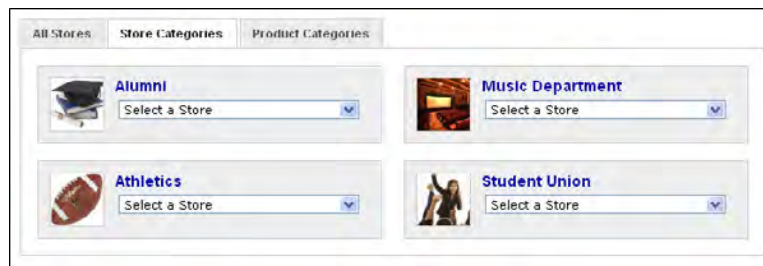 All Stores Store Categories Product Categories
Alumni
Select a Store
Music Department
Select a Store
Athletics
Select a Store
Student Union
Select a Store